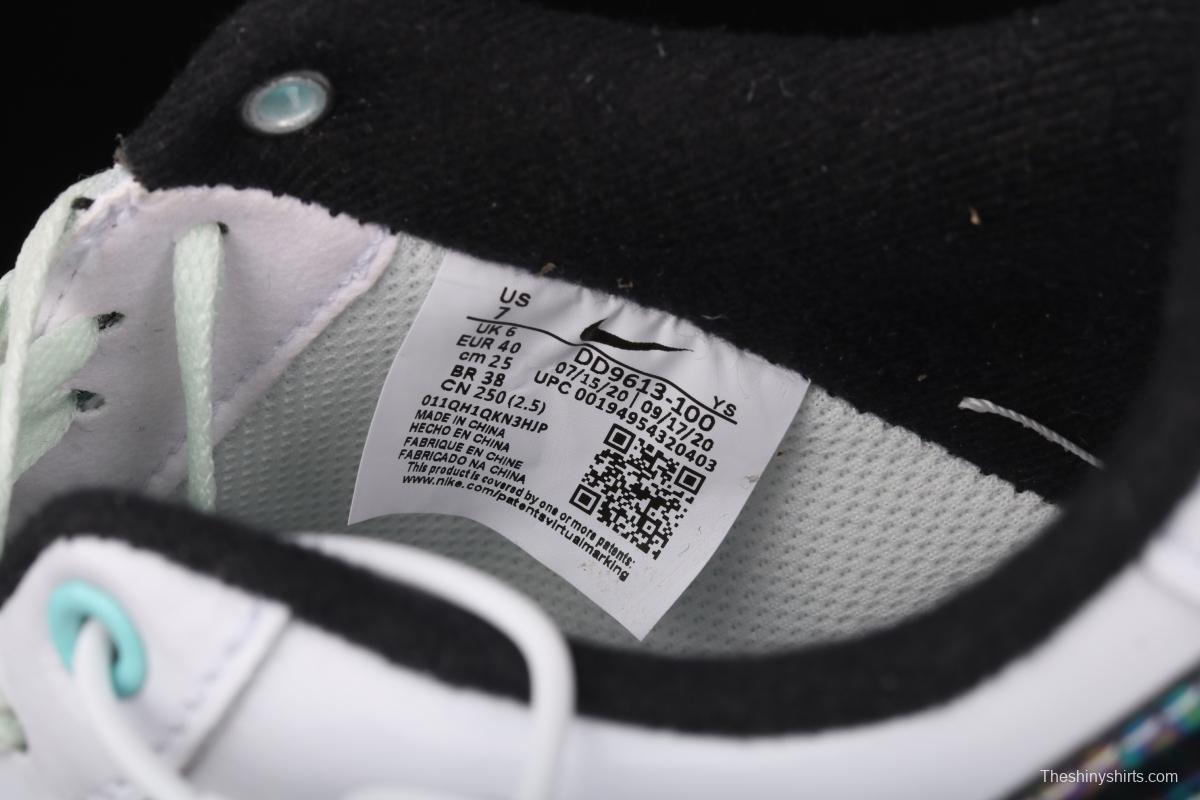 US
7
UK 6
EUR 40
cm 25
BR 38
CN 250 (2.5)
011QH1QKN3HIP
MADE IN CHINA
HECHO EN CHINA
FABRIQUE EN CHINE
FABRICADO NA CHINA
This product is covered by one or more patents:
www.nike.com/patentsvirtualmarking
DD9613-100 YS
07/15/20 | 09/17/20
UPC 00194954320403
Theshinyshirts.com